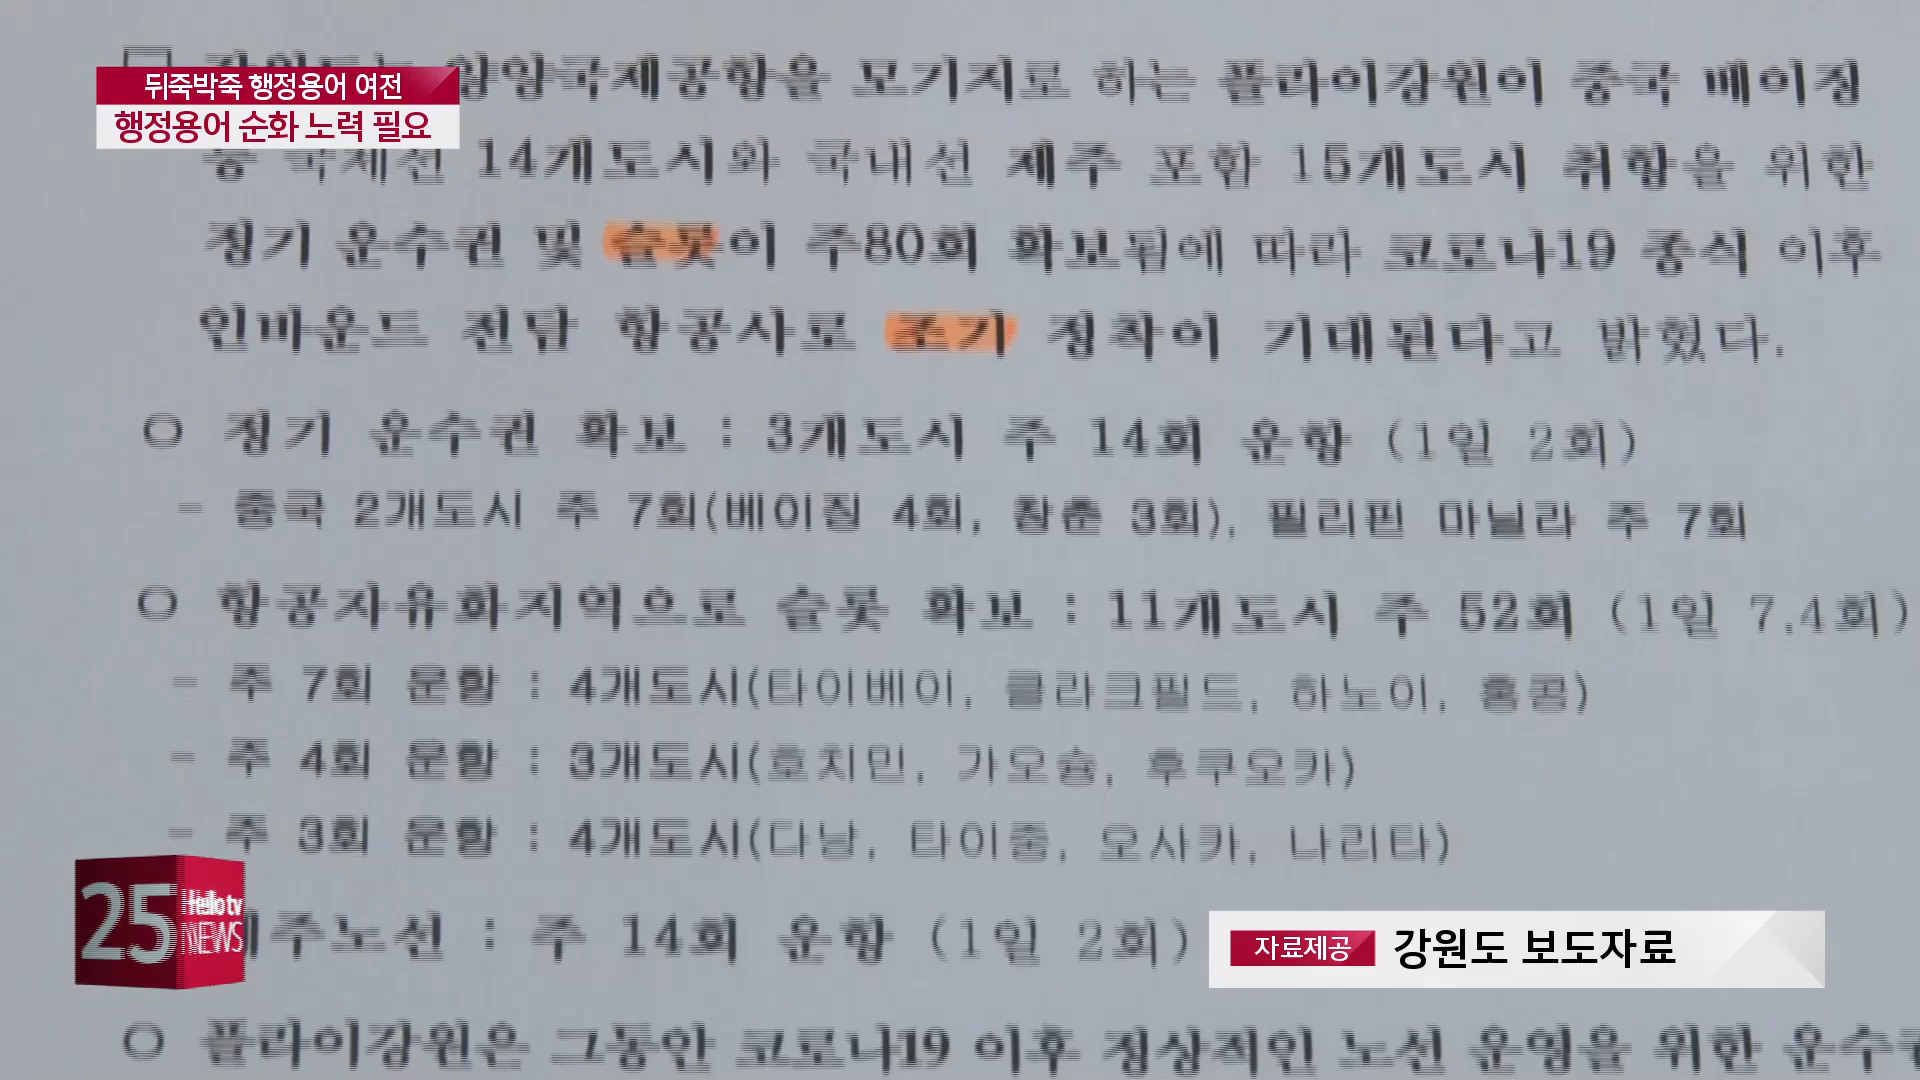 뒤죽박죽 행정용어 여전
행정용어 순화 노력 필요
양양국제공항을 모기지로 하는 플라이강원이 중국 베이징
등 국제선 14개도시와 국내선 제주 포함 15개도시 취항을 위한
정기 운수권 및 슬롯이 주80회 확보됨에 따라 코로나19 종식 이후
인바운드 전담 항공사로 조기 정착이 기대된다고 밝혔다.
○ 정기 운수권 확보 : 3개도시 주 14회 운항 (1일 2회)
- 중국 2개도시 주 7회(베이징 4회, 창춘 3회), 필리핀 마닐라 주 7회
○ 항공자유화지역으로 슬롯 확보 : 11개도시 주 52회 (1일 7.4회)
- 주 7회 운항 : 4개도시(타이베이, 클라크필드, 하노이, 홍콩)
- 주 4회 운항 : 3개도시(호치민, 가오슝, 후쿠오카)
- 주 3회 운항 : 4개도시(다낭, 타이중, 오사카, 나리타)
제주노선 : 주 14회 운항 (1일 2회)
25 Hello tv NEWS
자료제공 강원도 보도자료
○ 플라이강원은 그동안 코로나19 이후 정상적인 노선 운영을 위한 운수권